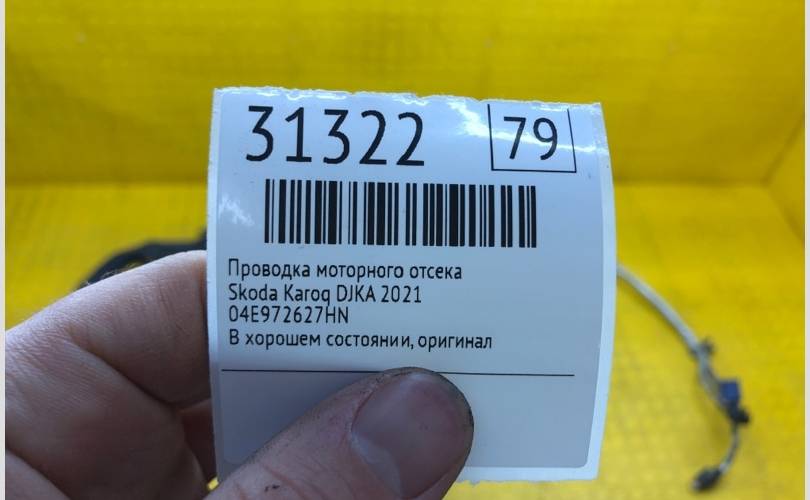 31322
79
Проводка моторного отсека
Skoda Karoq DJKA 2021
04E972627HN
В хорошем состоянии, оригинал